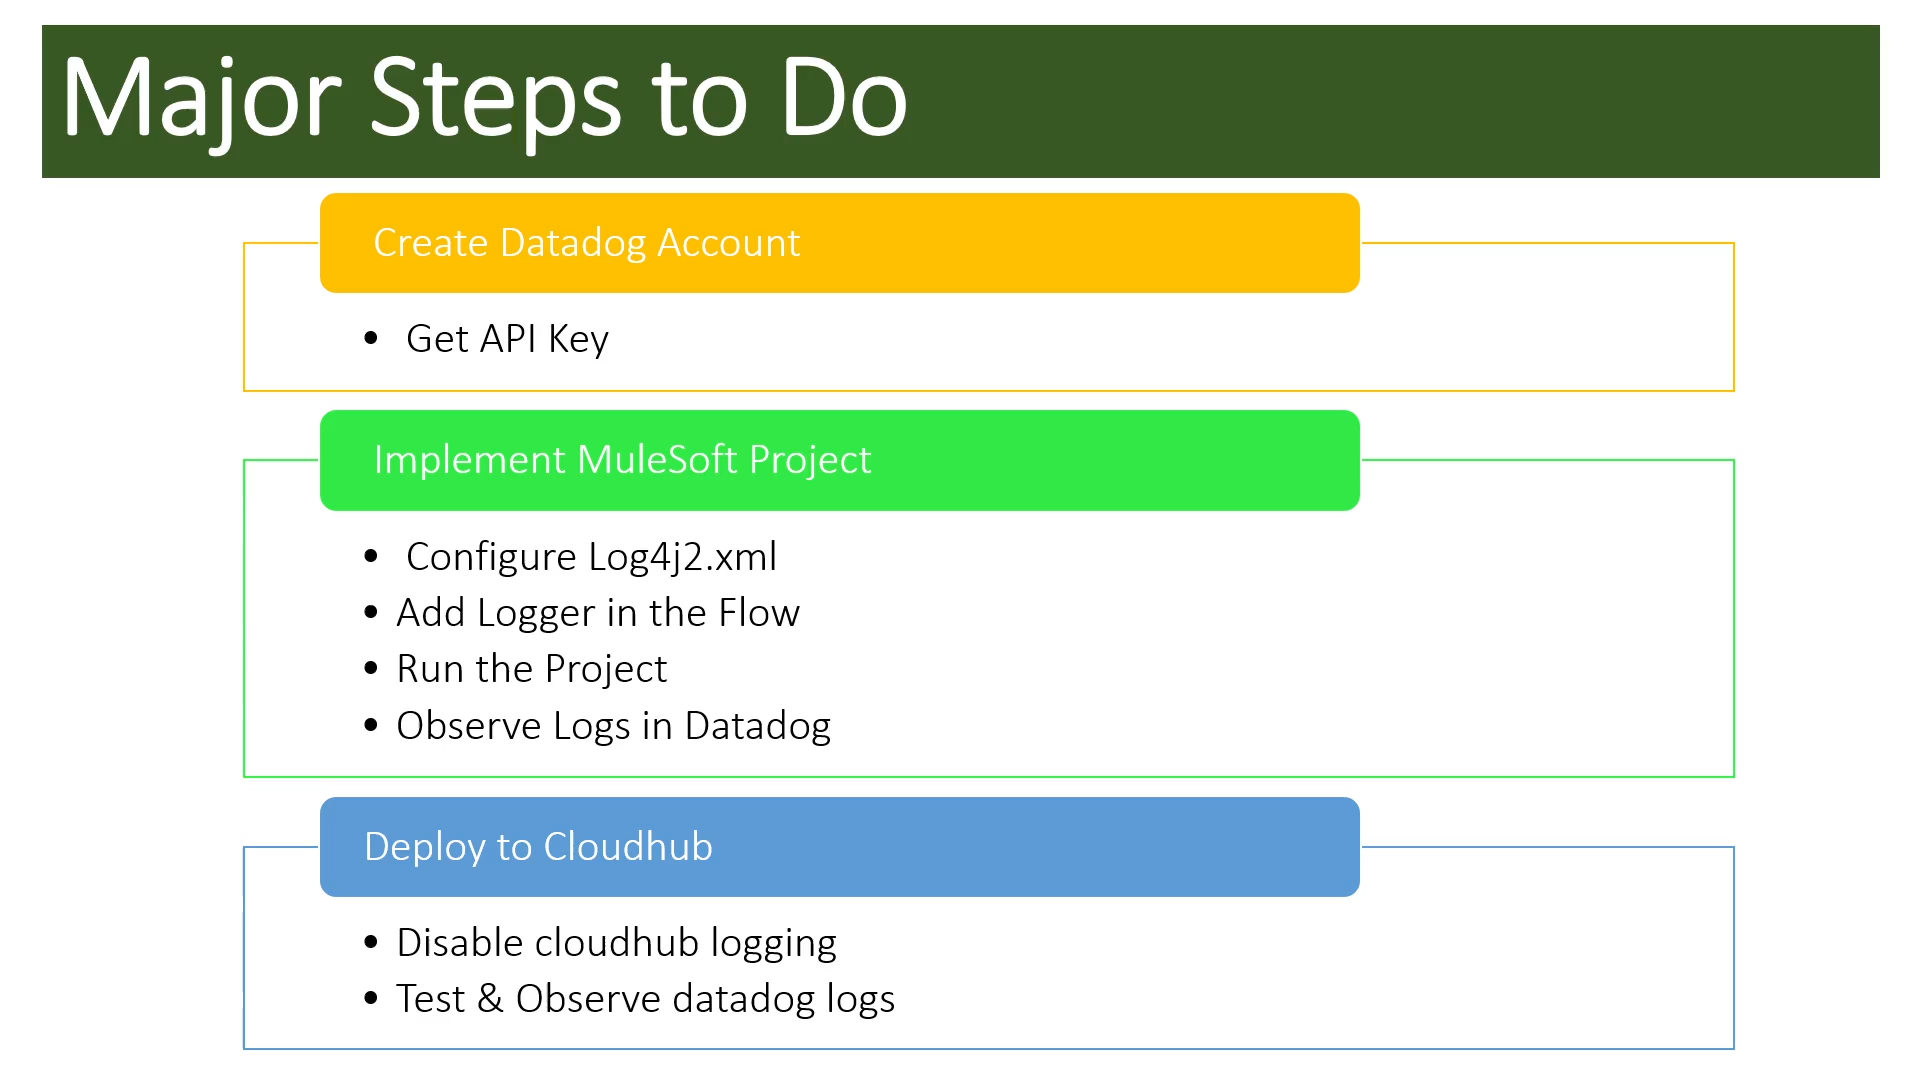 Major Steps to Do
Create Datadog Account
• Get API Key
Implement MuleSoft Project
• Configure Log4j2.xml
• Add Logger in the Flow
• Run the Project
• Observe Logs in Datadog
Deploy to Cloudhub
• Disable cloudhub logging
• Test & Observe datadog logs